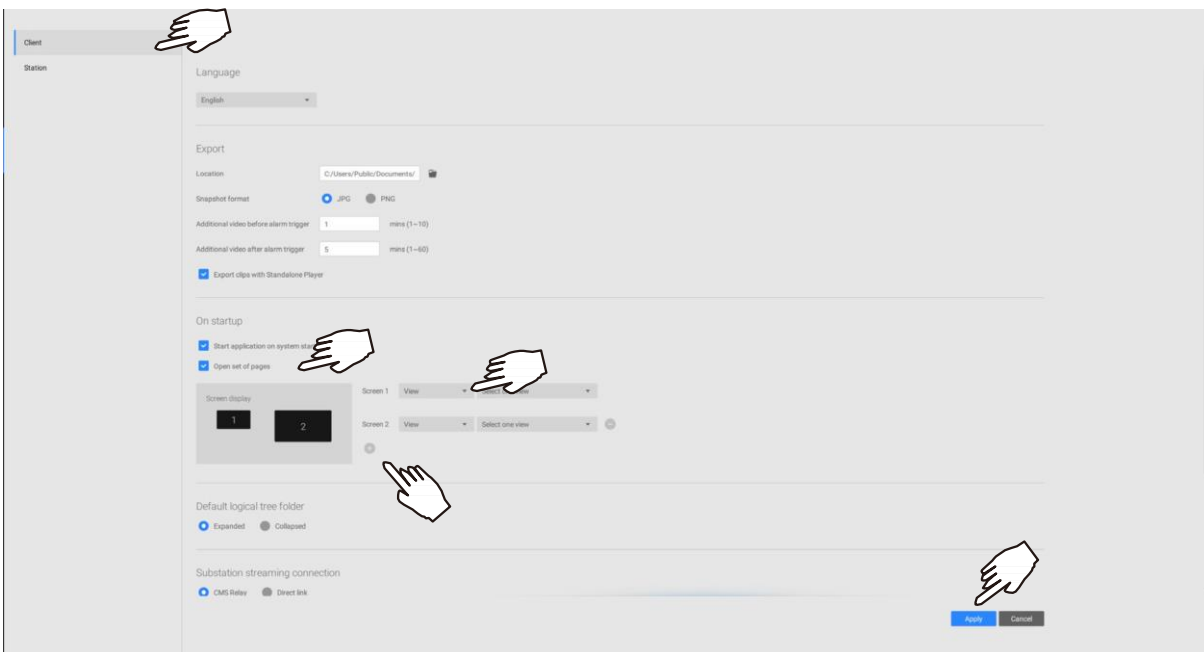 Client
Station
Language
English
Export
Location C:/Users/Public/Documents/
Snapshot format JPG PNG
Additional video before alarm trigger 1 mins (1~10)
Additional video after alarm trigger 5 mins (1~60)
Export clips with Standalone Player
On startup
Start application on system
Open set of pages
Screen display
1
2
Screen 1 View view
Screen 2 View Select one view
Default logical tree folder
Expanded Collapsed
Substation streaming connection
CMS Relay Direct link
Apply Cancel